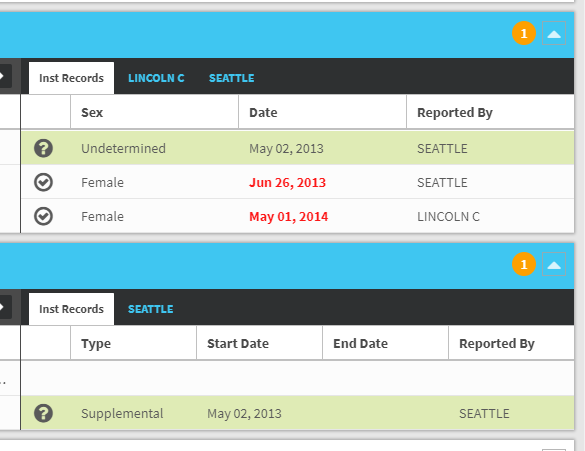 1
Inst Records LINCOLN C SEATTLE
Sex Date Reported By
Undetermined May 02, 2013 SEATTLE
Female Jun 26, 2013 SEATTLE
Female May 01, 2014 LINCOLN C
1
Inst Records SEATTLE
Type Start Date End Date Reported By
..
Supplemental May 02, 2013 SEATTLE